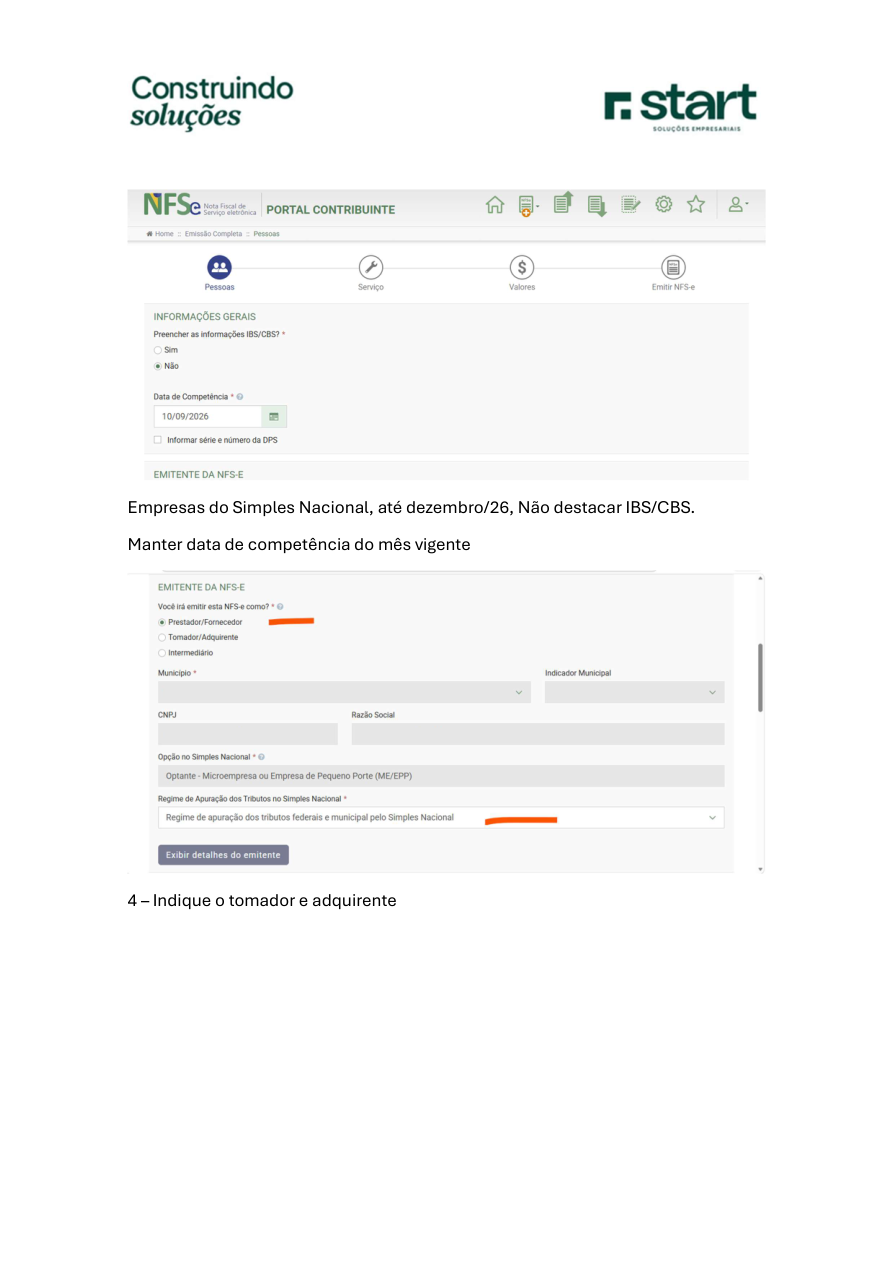 Construindo
soluções
start
SOLUÇÕES EMPRESARIAIS
NFSe Nota Fiscal de Serviço eletrônica PORTAL CONTRIBUINTE
Home :: Emissão Completa :: Pessoas
Pessoas Serviço Valores Emitir NFS-e
INFORMAÇÕES GERAIS
Preencher as informações IBS/CBS? *
Sim
Não
Data de Competência *
10/09/2026
Informar série e número da DPS
EMITENTE DA NFS-E
Empresas do Simples Nacional, até dezembro/26, Não destacar IBS/CBS.
Manter data de competência do mês vigente
EMITENTE DA NFS-E
Você irá emitir esta NFS-e como? *
Prestador/Fornecedor
Tomador/Adquirente
Intermediário
Município * Indicador Municipal
CNPJ Razão Social
Opção no Simples Nacional *
Optante - Microempresa ou Empresa de Pequeno Porte (ME/EPP)
Regime de Apuração dos Tributos no Simples Nacional *
Regime de apuração dos tributos federais e municipal pelo Simples Nacional
Exibir detalhes do emitente
4 – Indique o tomador e adquirente